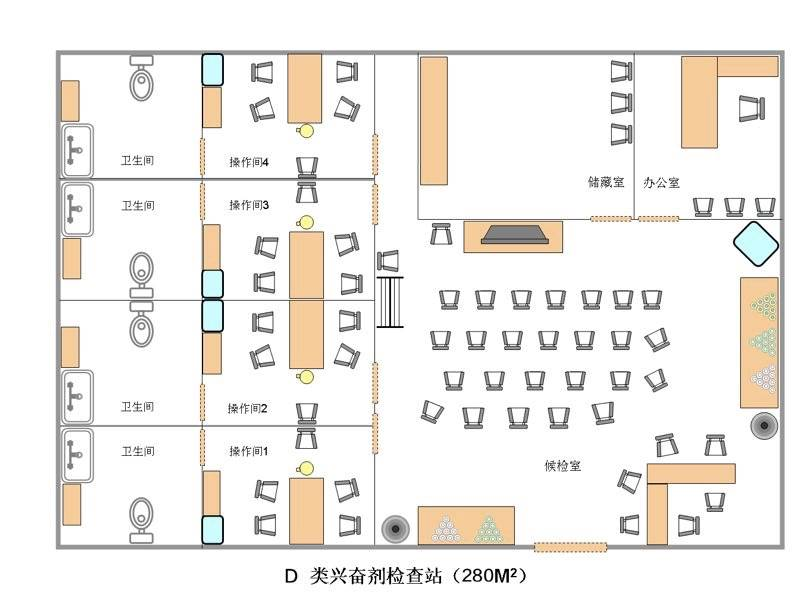 卫生间
操作间4
储藏室
办公室
卫生间
操作间3
卫生间
操作间2
卫生间
操作间1
候检室
D 类兴奋剂检查站（280M²）